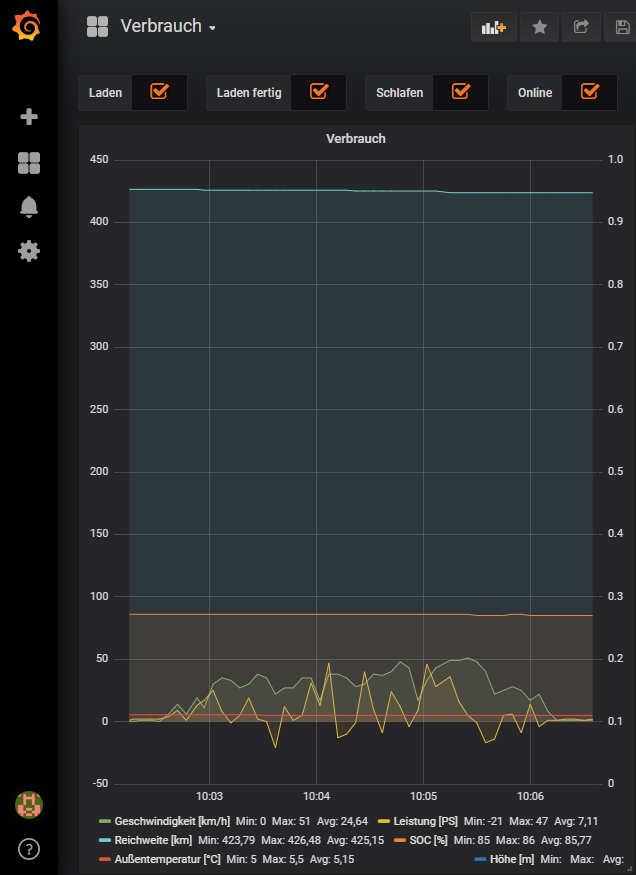 Verbrauch
Laden
Laden fertig
Schlafen
Online
Verbrauch
450 1.0
400 0.9
350 0.8
300 0.7
250 0.6
200 0.5
150 0.4
100 0.3
50 0.2
0 0.1
-50 0
10:03 10:04 10:05 10:06
Geschwindigkeit [km/h] Min: 0 Max: 51 Avg: 24,64 Leistung [PS] Min: -21 Max: 47 Avg: 7,11
Reichweite [km] Min: 423,79 Max: 426,48 Avg: 425,15 SOC [%] Min: 85 Max: 86 Avg: 85,77
Außentemperatur [°C] Min: 5 Max: 5,5 Avg: 5,15 Höhe [m] Min: Max: Avg: